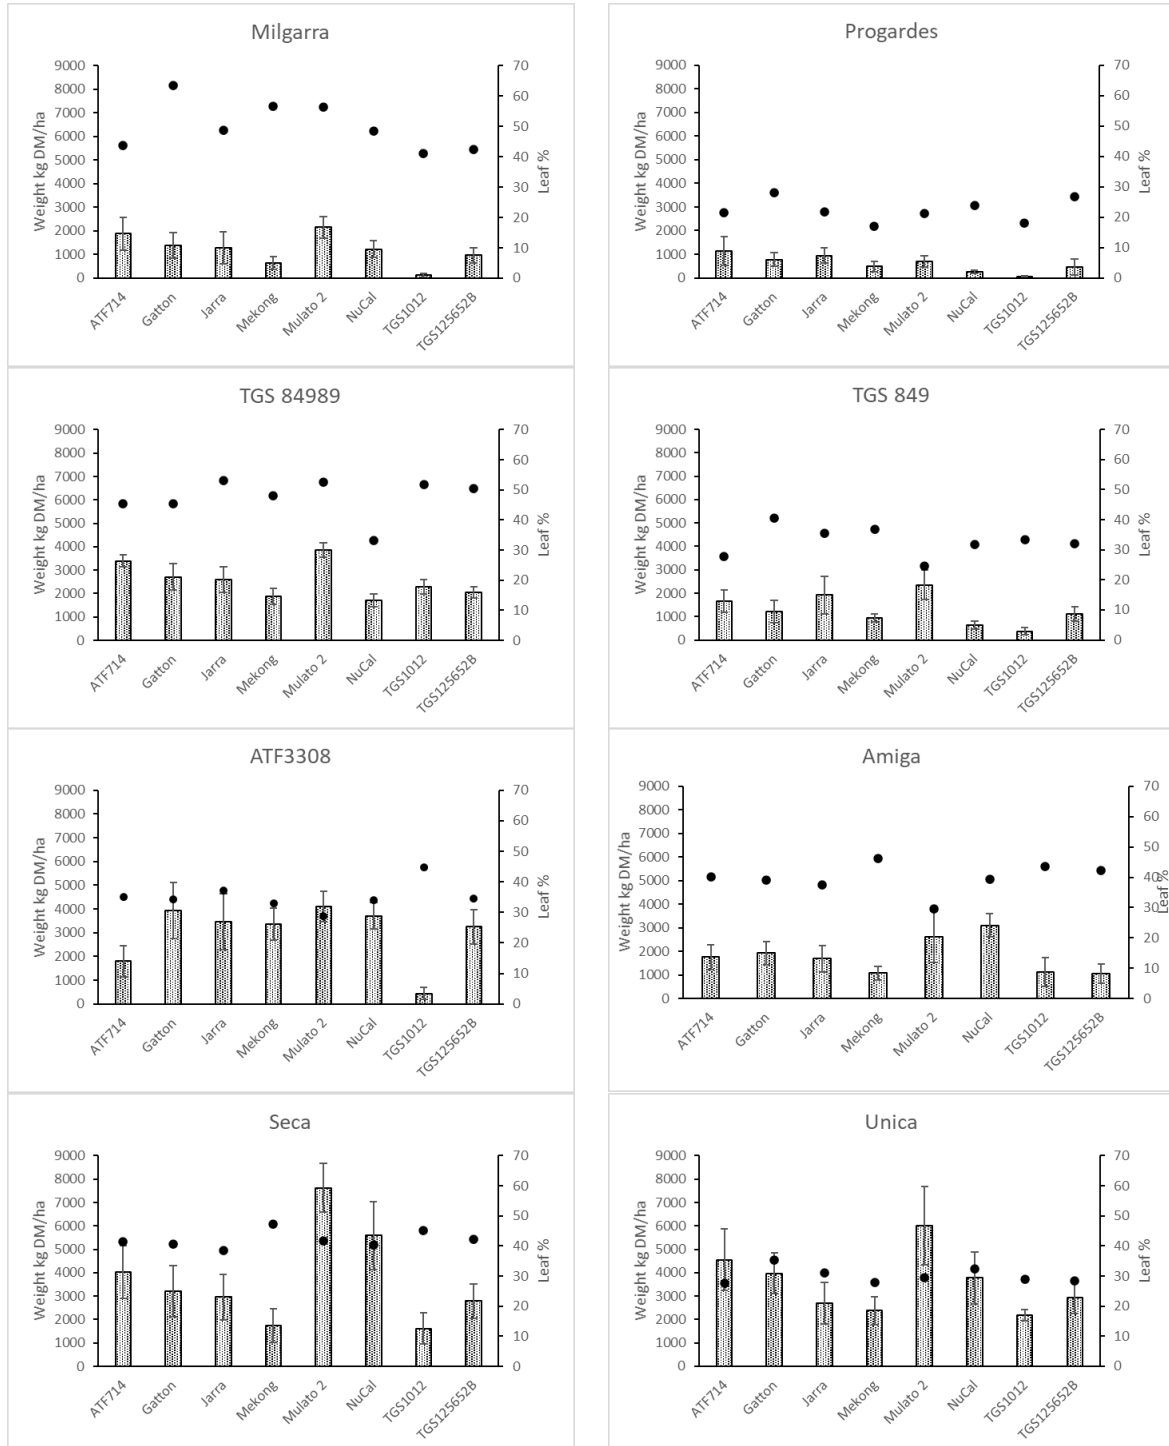 Milgarra
9000
8000
7000
6000
5000
4000
3000
2000
1000
0
Weight kg DM/ha
70
60
50
40
30
20
10
0
Leaf %
ATF714
Gatton
Jarra
Mekong
Mulato 2
NuCal
TGS1012
TGS125652B
Progardes
9000
8000
7000
6000
5000
4000
3000
2000
1000
0
Weight kg DM/ha
70
60
50
40
30
20
10
0
Leaf %
ATF714
Gatton
Jarra
Mekong
Mulato 2
NuCal
TGS1012
TGS125652B
TGS 84989
9000
8000
7000
6000
5000
4000
3000
2000
1000
0
Weight kg DM/ha
70
60
50
40
30
20
10
0
Leaf %
ATF714
Gatton
Jarra
Mekong
Mulato 2
NuCal
TGS1012
TGS125652B
TGS 849
9000
8000
7000
6000
5000
4000
3000
2000
1000
0
Weight kg DM/ha
70
60
50
40
30
20
10
0
Leaf %
ATF714
Gatton
Jarra
Mekong
Mulato 2
NuCal
TGS1012
TGS125652B
ATF3308
9000
8000
7000
6000
5000
4000
3000
2000
1000
0
Weight kg DM/ha
70
60
50
40
30
20
10
0
Leaf %
ATF714
Gatton
Jarra
Mekong
Mulato 2
NuCal
TGS1012
TGS125652B
Amiga
9000
8000
7000
6000
5000
4000
3000
2000
1000
0
Weight kg DM/ha
70
60
50
40
30
20
10
0
Leaf %
ATF714
Gatton
Jarra
Mekong
Mulato 2
NuCal
TGS1012
TGS125652B
Seca
9000
8000
7000
6000
5000
4000
3000
2000
1000
0
Weight kg DM/ha
70
60
50
40
30
20
10
0
Leaf %
ATF714
Gatton
Jarra
Mekong
Mulato 2
NuCal
TGS1012
TGS125652B
Unica
9000
8000
7000
6000
5000
4000
3000
2000
1000
0
Weight kg DM/ha
70
60
50
40
30
20
10
0
Leaf %
ATF714
Gatton
Jarra
Mekong
Mulato 2
NuCal
TGS1012
TGS125652B